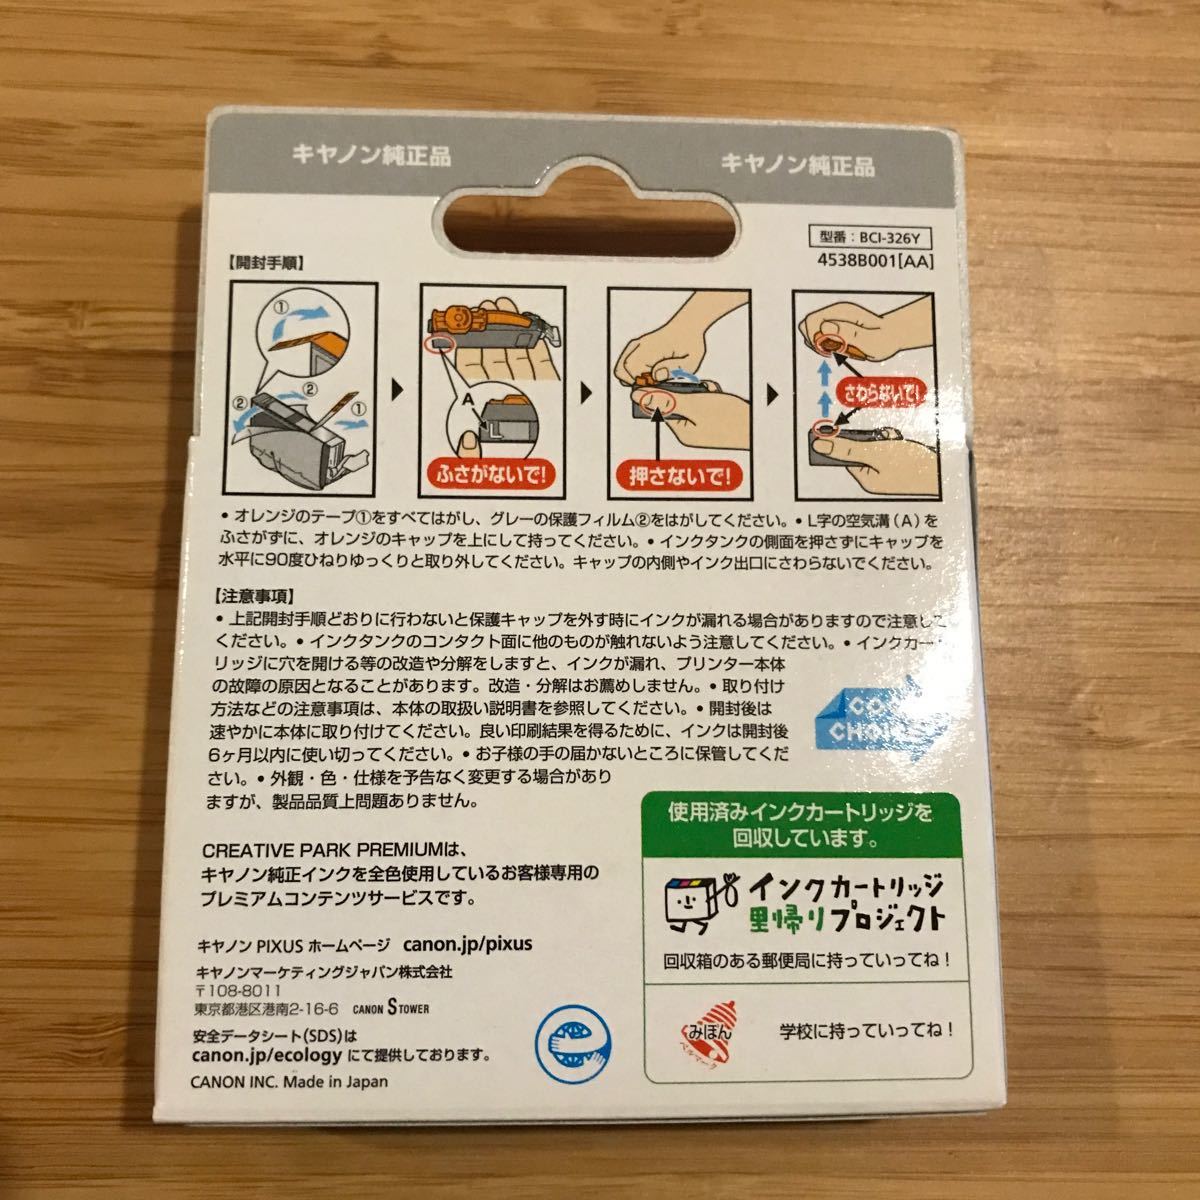 キヤノン純正品
キヤノン純正品
型番：BCI-326Y
4538B001[AA]
【開封手順】
①
②
②
①
A
ふさがないで!
押さないで!
さわらないで!
• オレンジのテープ①をすべてはがし、グレーの保護フィルム②をはがしてください。• L字の空気溝（A）を
ふさがずに、オレンジのキャップを上にして持ってください。• インクタンクの側面を押さずにキャップを
水平に90度ひねりゆっくりと取り外してください。キャップの内側やインク出口にさわらないでください。
【注意事項】
• 上記開封手順どおりに行わないと保護キャップを外す時にインクが漏れる場合がありますので注意して
ください。• インクタンクのコンタクト面に他のものが触れないよう注意してください。• インクカート
リッジに穴を開ける等の改造や分解をしますと、インクが漏れ、プリンター本体
の故障の原因となることがあります。改造・分解はお薦めしません。• 取り付け
方法などの注意事項は、本体の取扱い説明書を参照してください。• 開封後は
速やかに本体に取り付けてください。良い印刷結果を得るために、インクは開封後
6ヶ月以内に使い切ってください。• お子様の手の届かないところに保管してくだ
さい。• 外観・色・仕様を予告なく変更する場合があり
ますが、製品品質上問題ありません。
CREATIVE PARK PREMIUMは、
キヤノン純正インクを全色使用しているお客様専用の
プレミアムコンテンツサービスです。
キヤノン PIXUS ホームページ canon.jp/pixus
キヤノンマーケティングジャパン株式会社
〒108-8011
東京都港区港南2-16-6 CANON S TOWER
安全データシート(SDS)は
canon.jp/ecology にて提供しております。
CANON INC. Made in Japan
使用済みインクカートリッジを
回収しています。
インクカートリッジ
里帰りプロジェクト
回収箱のある郵便局に持っていってね！
みほん
ベルマーク
学校に持っていってね！